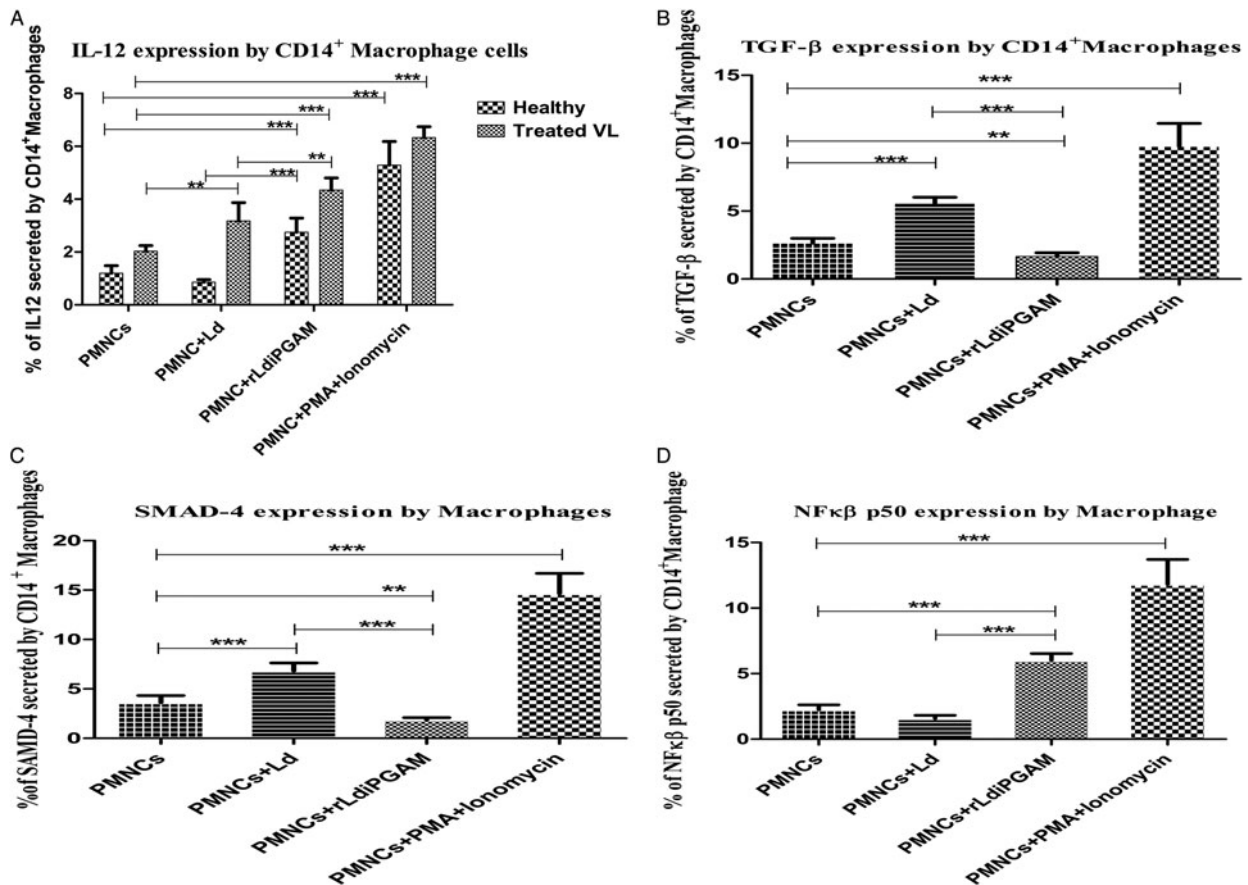 A
IL-12 expression by CD14+ Macrophage cells
% of IL12 secreted by CD14+Macrophages
8
6
4
2
0
***
***
***
***
**
***
**
Healthy
Treated VL
PMNCs
PMNC+Ld
PMNC+rLdiPGAM
PMNC+PMA+Ionomycin
B
TGF-β expression by CD14+Macrophages
% of TGF-β secreted by CD14+Macrophages
15
10
5
0
***
***
**
***
PMNCs
PMNCs+Ld
PMNCs+rLdiPGAM
PMNCs+PMA+Ionomycin
C
SMAD-4 expression by Macrophages
%of SAMD-4 secreted by CD14+ Macrophages
20
15
10
5
0
***
**
***
***
PMNCs
PMNCs+Ld
PMNCs+rLdiPGAM
PMNCs+PMA+Ionomycin
D
NFκβ p50 expression by Macrophage
% of NFκβ p50 secreted by CD14+Macrophage
15
10
5
0
***
***
***
PMNCs
PMNCs+Ld
PMNCs+rLdiPGAM
PMNCs+PMA+Ionomycin